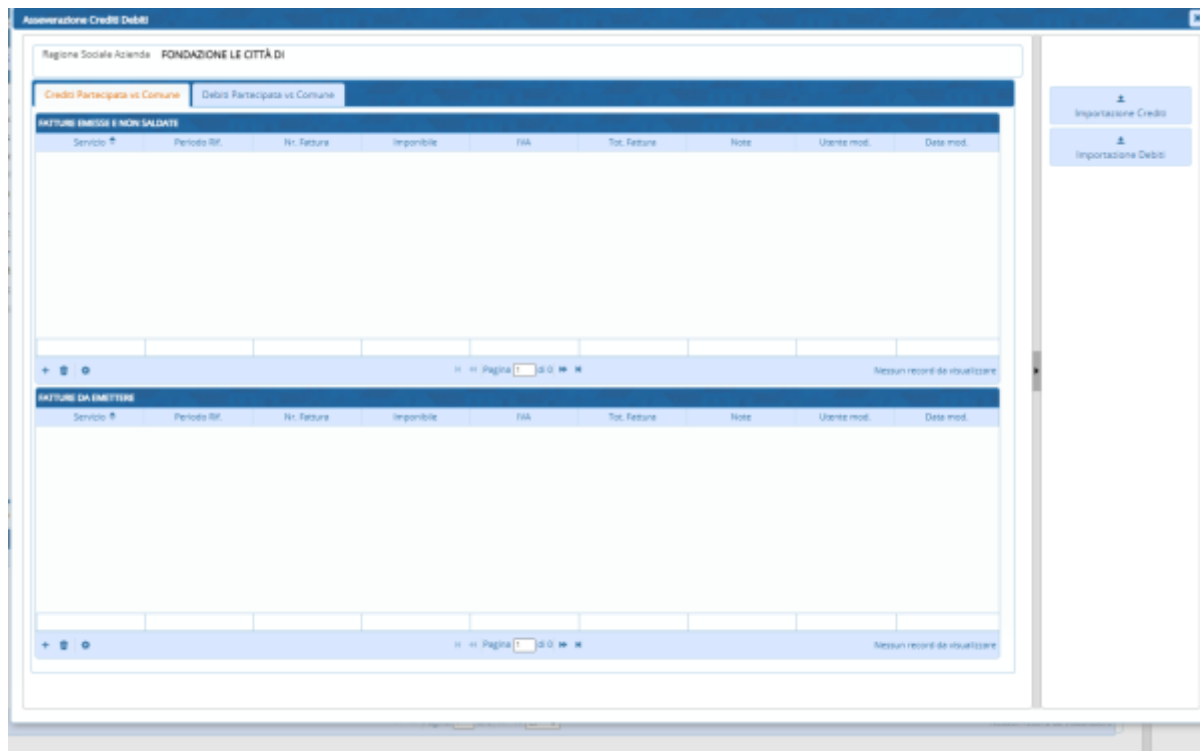 Asseverazione Crediti Debiti
Ragione Sociale Azienda FONDAZIONE LE CITTÀ DI
Crediti Partecipata vs Comune Debiti Partecipata vs Comune
FATTURE EMESSE E NON SALDATE
Servizio Periodo Rif. Nr. Fattura Imponibile IVA Tot. Fattura Note Utente mod. Data mod.
Pagina 1 di 0 Nessun record da visualizzare
FATTURE DA EMETTERE
Servizio Periodo Rif. Nr. Fattura Imponibile IVA Tot. Fattura Note Utente mod. Data mod.
Pagina 1 di 0 Nessun record da visualizzare
Importazione Crediti
Importazione Debiti